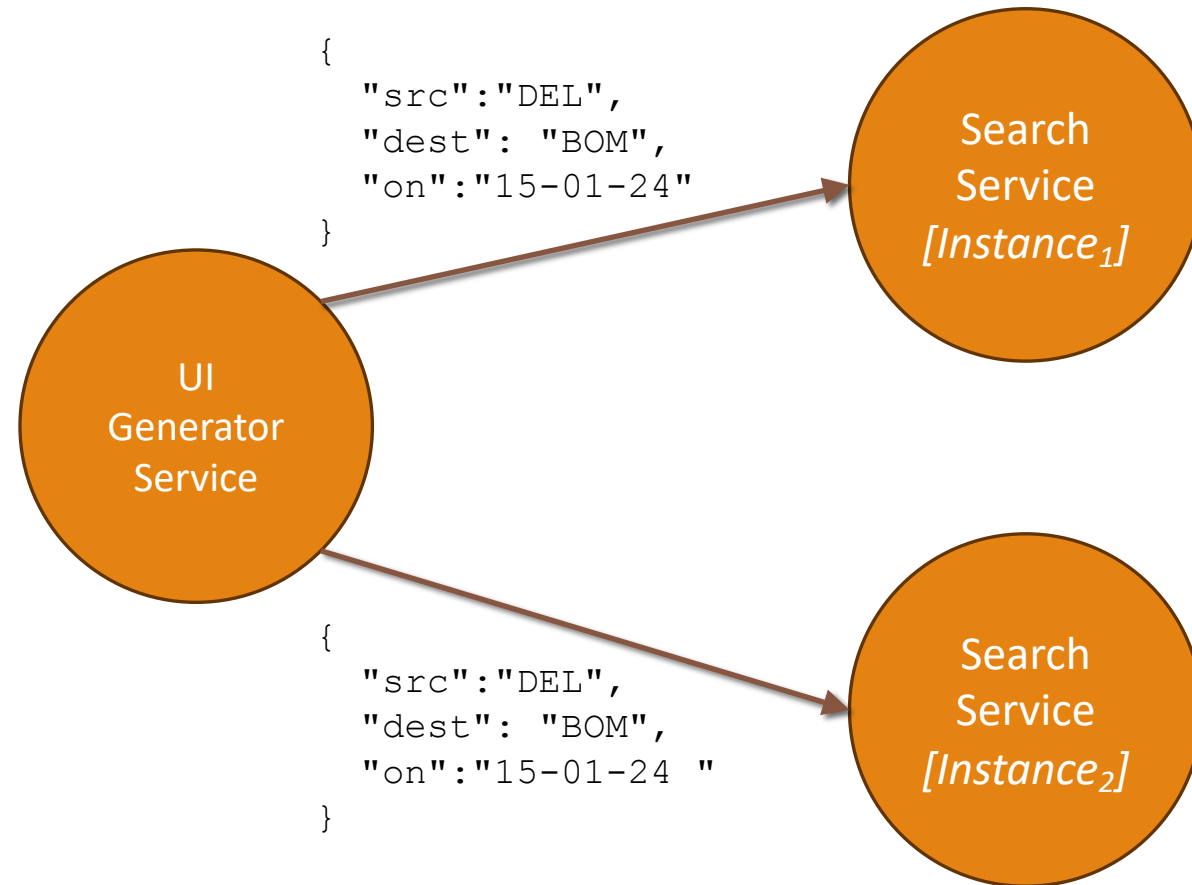 {
  "src":"DEL",
  "dest": "BOM",
  "on":"15-01-24"
}
Search
Service
[Instance1]
UI
Generator
Service
{
  "src":"DEL",
  "dest": "BOM",
  "on":"15-01-24 "
}
Search
Service
[Instance2]